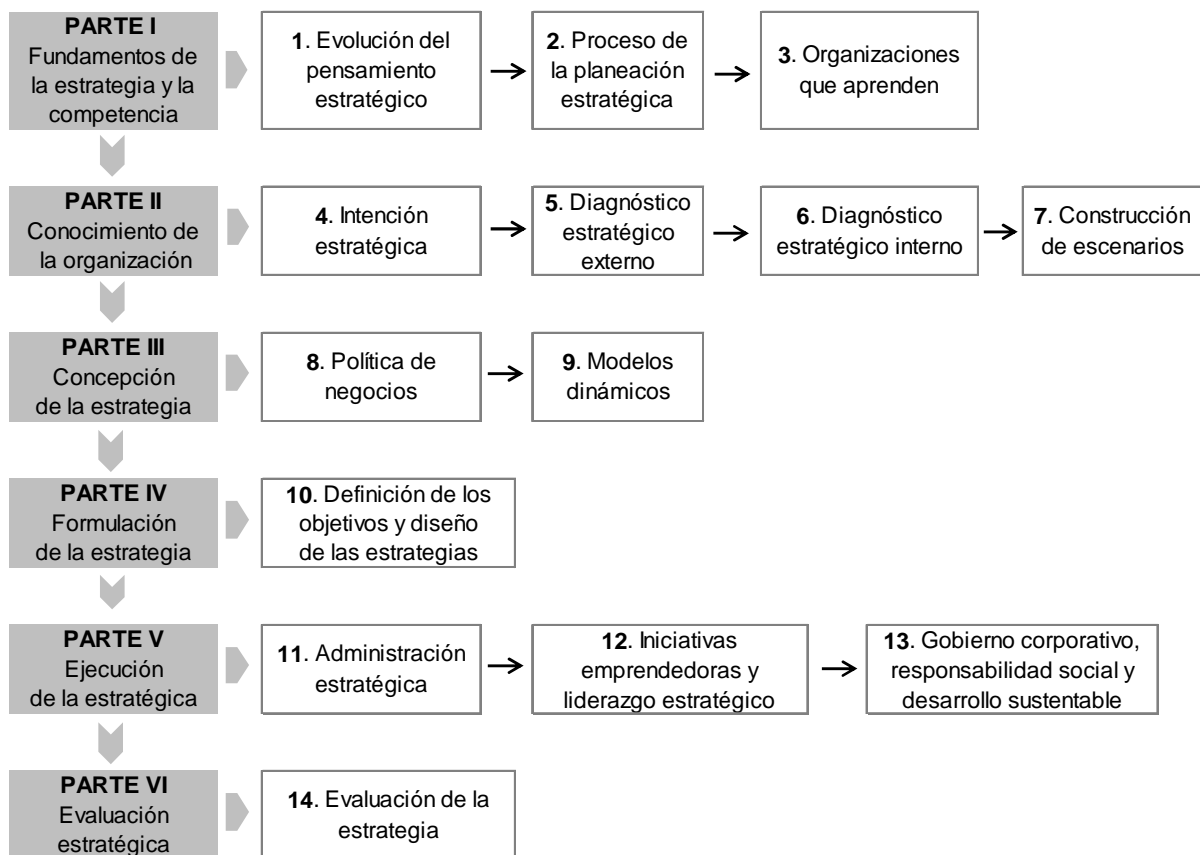 PARTE I
Fundamentos de
la estrategia y la
competencia
1. Evolución del
pensamiento
estratégico
2. Proceso de
la planeación
estratégica
3. Organizaciones
que aprenden
PARTE II
Conocimiento de
la organización
4. Intención
estratégica
5. Diagnóstico
estratégico
externo
6. Diagnóstico
estratégico interno
7. Construcción
de escenarios
PARTE III
Concepción
de la estrategia
8. Política de
negocios
9. Modelos
dinámicos
PARTE IV
Formulación
de la estrategia
10. Definición de los
objetivos y diseño
de las estrategias
PARTE V
Ejecución
de la estratégica
11. Administración
estratégica
12. Iniciativas
emprendedoras y
liderazgo estratégico
13. Gobierno corporativo,
responsabilidad social y
desarrollo sustentable
PARTE VI
Evaluación
estratégica
14. Evaluación de la
estrategia